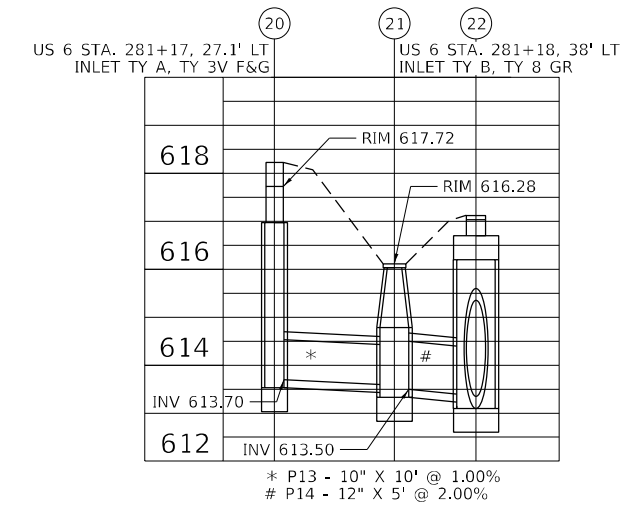 20 21 22
US 6 STA. 281+17, 27.1' LT
INLET TY A, TY 3V F&G
US 6 STA. 281+18, 38' LT
INLET TY B, TY 8 GR
RIM 617.72
618
RIM 616.28
616
614
* #
INV 613.70
612
INV 613.50
* P13 - 10" X 10' @ 1.00%
# P14 - 12" X 5' @ 2.00%